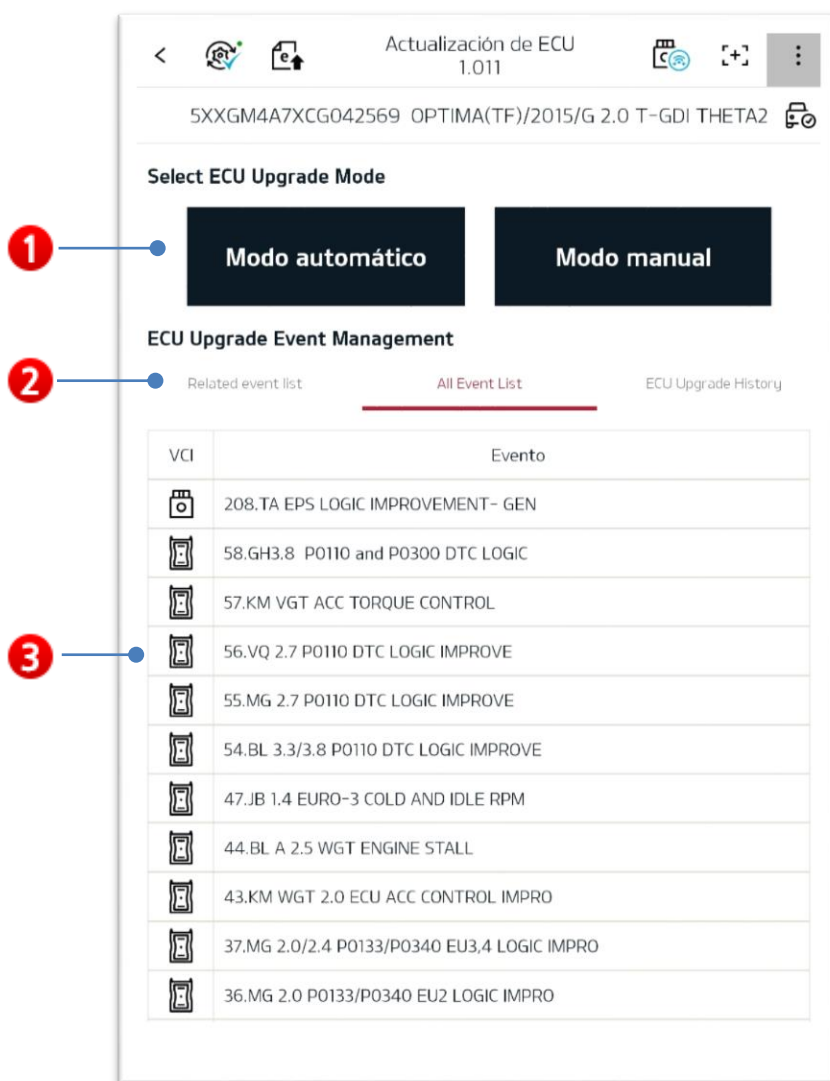 Actualización de ECU
1.011
5XXGM4A7XCG042569 OPTIMA(TF)/2015/G 2.0 T-GDI THETA2
Select ECU Upgrade Mode
1
Modo automático Modo manual
ECU Upgrade Event Management
2
Related event list All Event List ECU Upgrade History
VCI Evento
208.TA EPS LOGIC IMPROVEMENT- GEN
58.GH3.8 P0110 and P0300 DTC LOGIC
57.KM VGT ACC TORQUE CONTROL
3
56.VQ 2.7 P0110 DTC LOGIC IMPROVE
55.MG 2.7 P0110 DTC LOGIC IMPROVE
54.BL 3.3/3.8 P0110 DTC LOGIC IMPROVE
47.JB 1.4 EURO-3 COLD AND IDLE RPM
44.BL A 2.5 WGT ENGINE STALL
43.KM WGT 2.0 ECU ACC CONTROL IMPRO
37.MG 2.0/2.4 P0133/P0340 EU3,4 LOGIC IMPRO
36.MG 2.0 P0133/P0340 EU2 LOGIC IMPRO